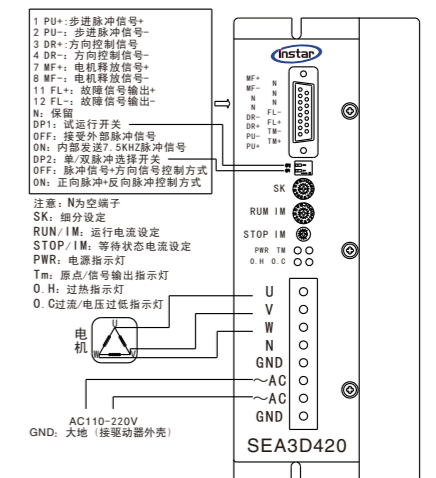 1 PU+:步进脉冲信号+
2 PU-: 步进脉冲信号-
3 DR+:方向控制信号
4 DR-: 方向控制信号-
7 MF+: 电机释放信号+
8 MF-: 电机释放信号-
11 FL+: 故障信号输出+
12 FL-: 故障信号输出-
N: 保留
DP1: 试运行开关
OFF: 接受外部脉冲信号
ON: 内部发送7.5KHZ脉冲信号
DP2: 单/双脉冲选择开关
OFF: 脉冲信号+方向信号控制方式
ON: 正向脉冲+反向脉冲控制方式
注意: N为空端子
SK: 细分设定
RUN/IM: 运行电流设定
STOP/IM: 等待状态电流设定
PWR: 电源指示灯
Tm: 原点/信号输出指示灯
O.H: 过热指示灯
O.C过流/电压过低指示灯
电机
U
W
V
AC110-220V
GND: 大地 (接驱动器外壳)
Instar
MF+
MF-
N
N
DR-
DR+
PU-
PU+
N
N
N
FL-
FL+
TM-
TM+
SK
RUM IM
STOP IM
PWR TM
O.H O.C
U
V
W
N
GND
~AC
~AC
GND
SEA3D420